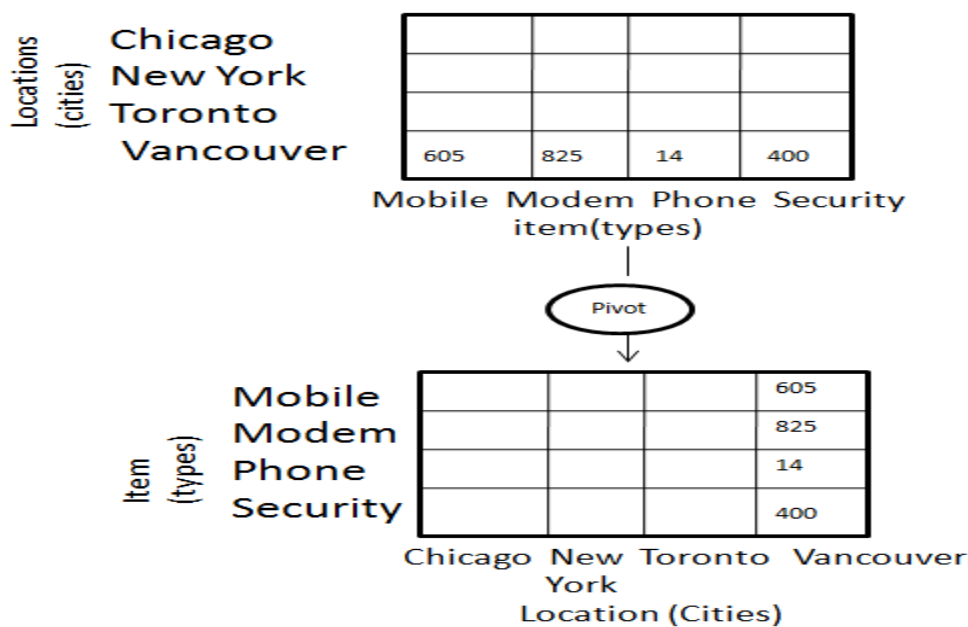 Locations
(cities)
Chicago
New York
Toronto
Vancouver
605 825 14 400
Mobile Modem Phone Security
item(types)
Pivot
Item
(types)
Mobile 605
Modem 825
Phone 14
Security 400
Chicago New Toronto Vancouver
York
Location (Cities)